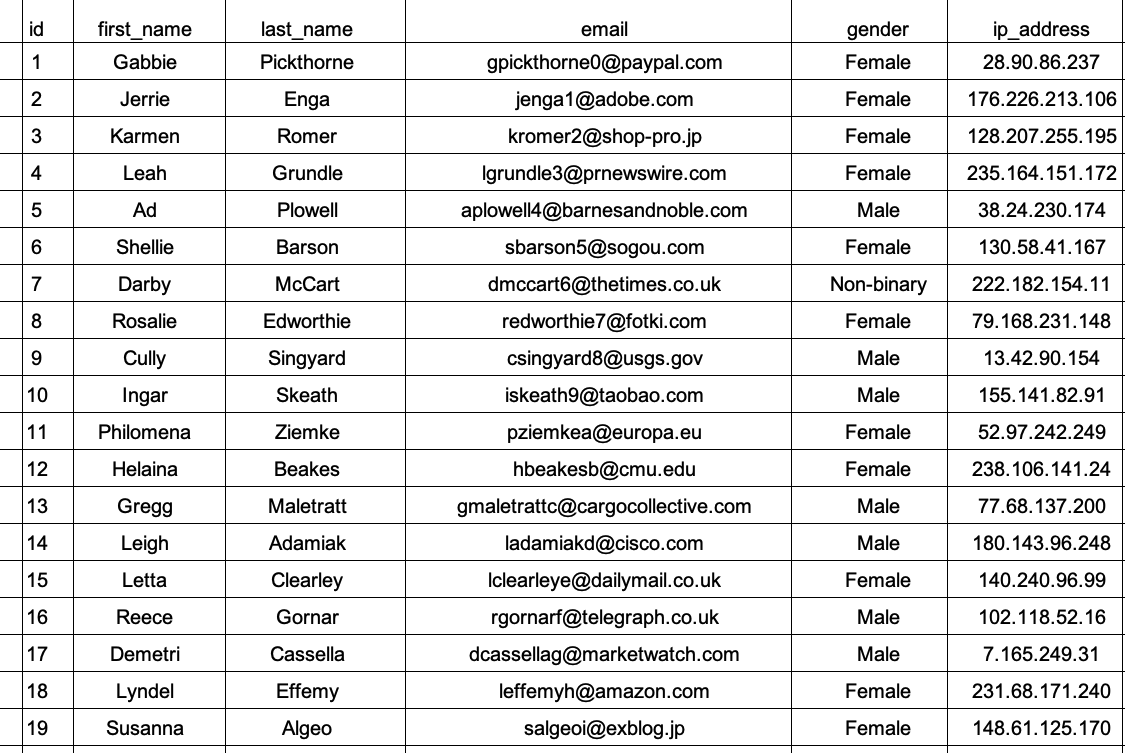 id first_name last_name email gender ip_address
1 Gabbie Pickthorne gpickthorne0@paypal.com Female 28.90.86.237
2 Jerrie Enga jenga1@adobe.com Female 176.226.213.106
3 Karmen Romer kromer2@shop-pro.jp Female 128.207.255.195
4 Leah Grundle lgrundle3@prnewswire.com Female 235.164.151.172
5 Ad Plowell aplowell4@barnesandnoble.com Male 38.24.230.174
6 Shellie Barson sbarson5@sogou.com Female 130.58.41.167
7 Darby McCart dmccart6@thetimes.co.uk Non-binary 222.182.154.11
8 Rosalie Edworthie redworthie7@fotki.com Female 79.168.231.148
9 Cully Singyard csingyard8@usgs.gov Male 13.42.90.154
10 Ingar Skeath iskeath9@taobao.com Male 155.141.82.91
11 Philomena Ziemke pziemkea@europa.eu Female 52.97.242.249
12 Helaina Beakes hbeakesb@cmu.edu Female 238.106.141.24
13 Gregg Maletratt gmaletrattc@cargocollective.com Male 77.68.137.200
14 Leigh Adamiak ladamiakd@cisco.com Male 180.143.96.248
15 Letta Clearley lclearleye@dailymail.co.uk Female 140.240.96.99
16 Reece Gornar rgornarf@telegraph.co.uk Male 102.118.52.16
17 Demetri Cassella dcassellag@marketwatch.com Male 7.165.249.31
18 Lyndel Effemy leffemyh@amazon.com Female 231.68.171.240
19 Susanna Algeo salgeoi@exblog.jp Female 148.61.125.170